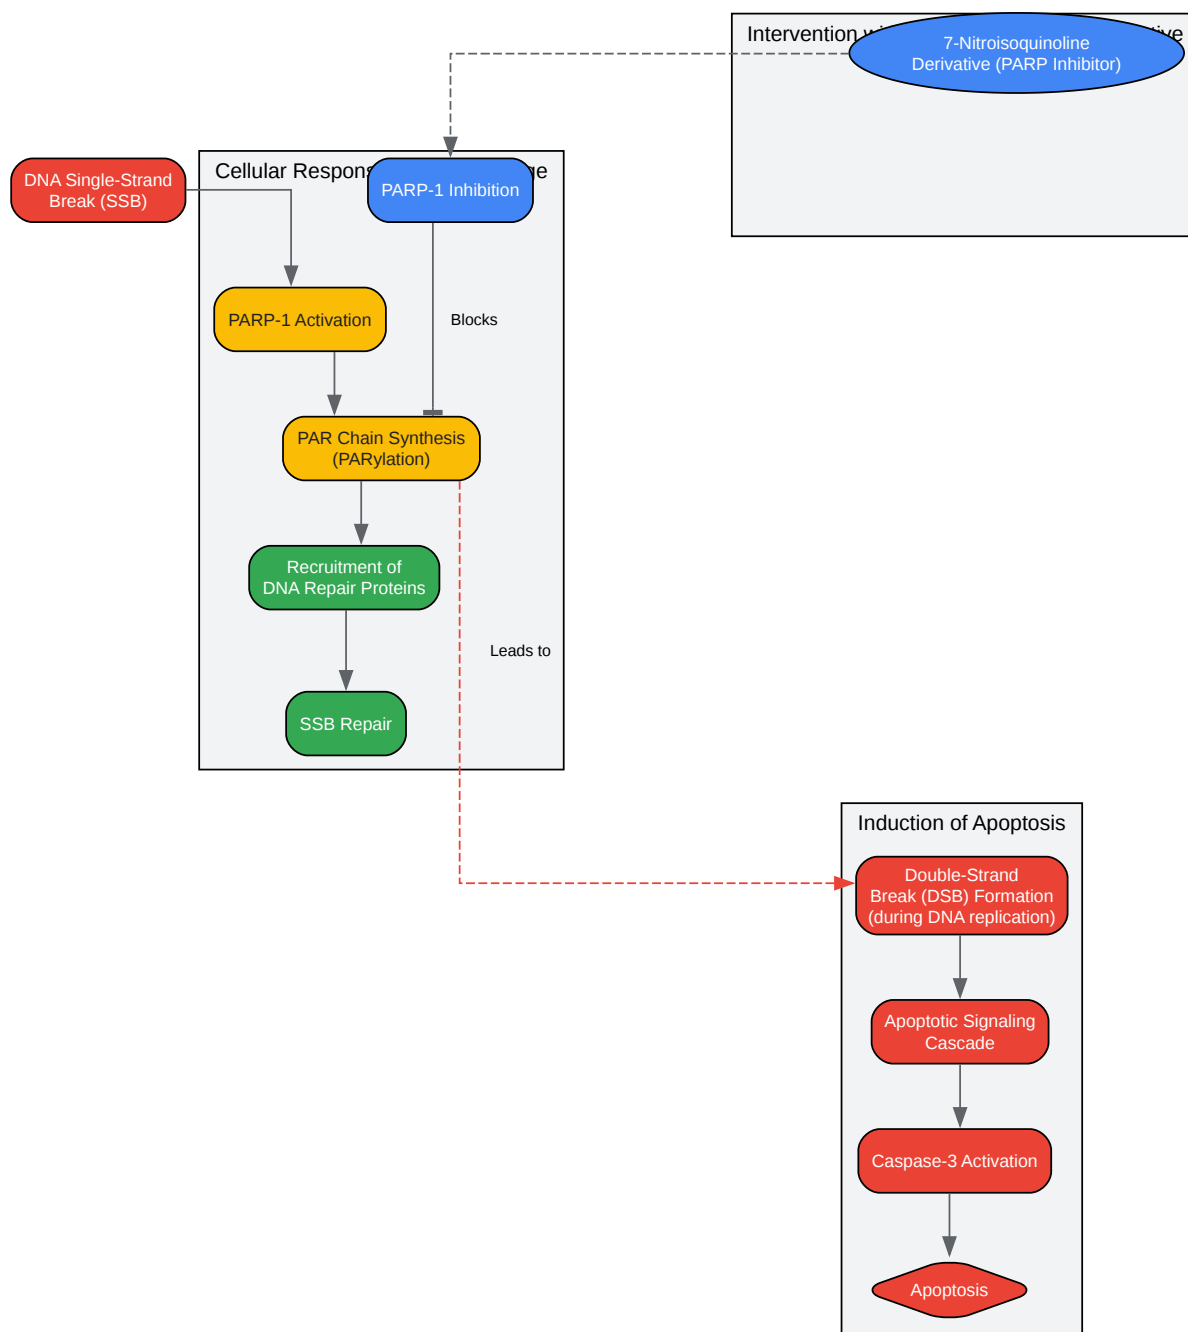 Intervention
7-Nitroisoquinoline
Derivative (PARP Inhibitor)
Cellular
DNA Single-Strand
Break (SSB)
PARP-1 Inhibition
PARP-1 Activation
Blocks
PAR Chain Synthesis
(PARylation)
Recruitment of
DNA Repair Proteins
Leads to
SSB Repair
Induction of Apoptosis
Double-Strand
Break (DSB) Formation
(during DNA replication)
Apoptotic Signaling
Cascade
Caspase-3 Activation
Apoptosis